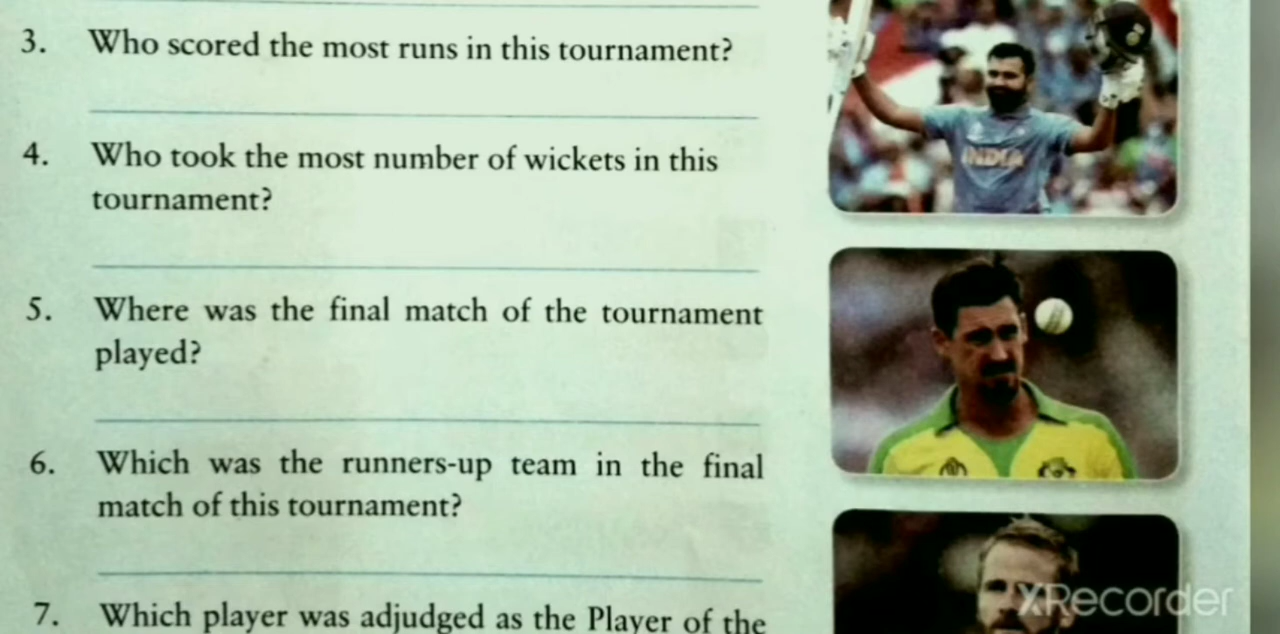 3. Who scored the most runs in this tournament?
4. Who took the most number of wickets in this
tournament?
5. Where was the final match of the tournament
played?
6. Which was the runners-up team in the final
match of this tournament?
7. Which player was adjudged as the Player of the
INDIA
XRecorder